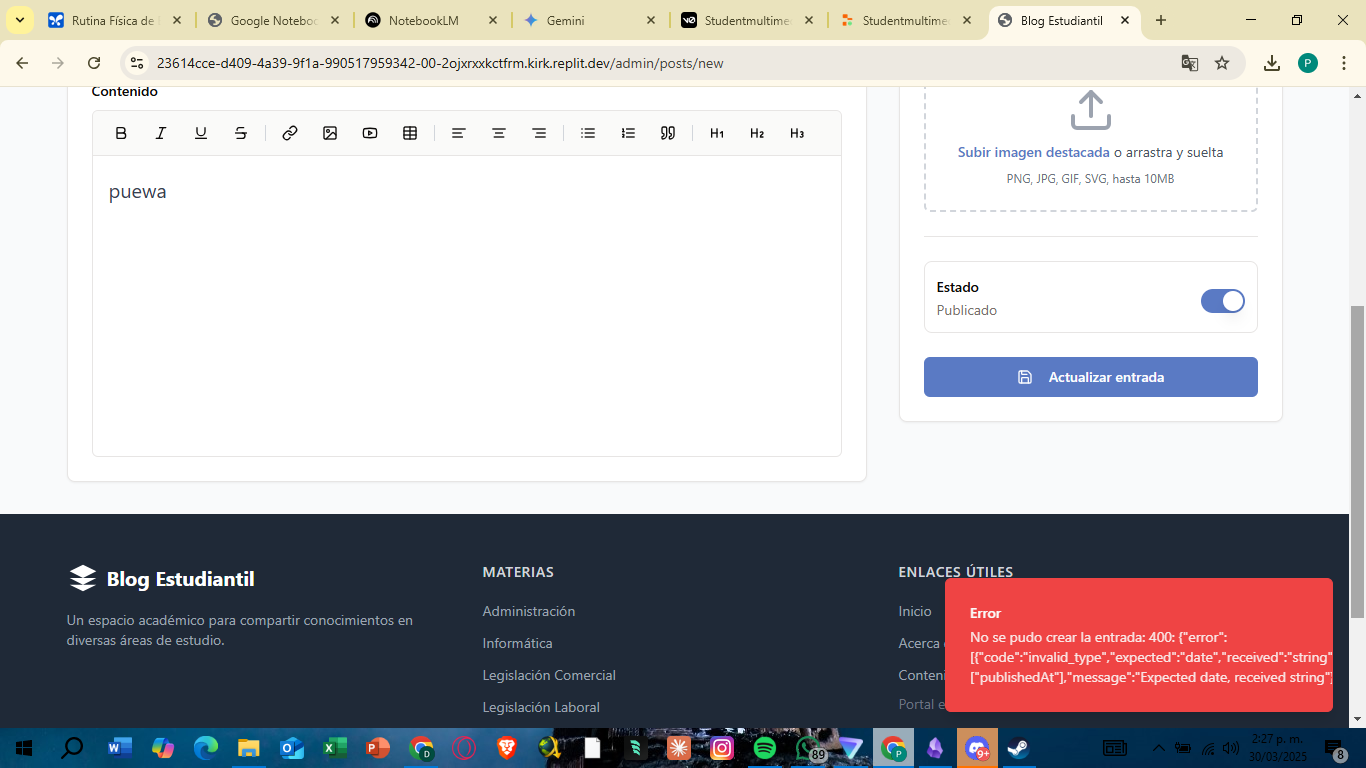 Rutina Física de
Google Noteboo
NotebookLM
Gemini
Studentmultime
Studentmultime
Blog Estudiantil
23614cce-d409-4a39-9f1a-990517959342-00-2ojxrxxkctfrm.kirk.replit.dev/admin/posts/new
P
Contenido
B I U S H1 H2 H3
puewa
Subir imagen destacada o arrastra y suelta
PNG, JPG, GIF, SVG, hasta 10MB
Estado
Publicado
Actualizar entrada
Blog Estudiantil
Un espacio académico para compartir conocimientos en
diversas áreas de estudio.
MATERIAS
Administración
Informática
Legislación Comercial
Legislación Laboral
ENLACES ÚTILES
Inicio
Acerca
Conteni
Portal e
Error
No se pudo crear la entrada: 400: {"error":
[{"code":"invalid_type","expected":"date","received":"string"
["publishedAt"],"message":"Expected date, received string"}
89
9+
2:27 p. m.
30/03/2025
8